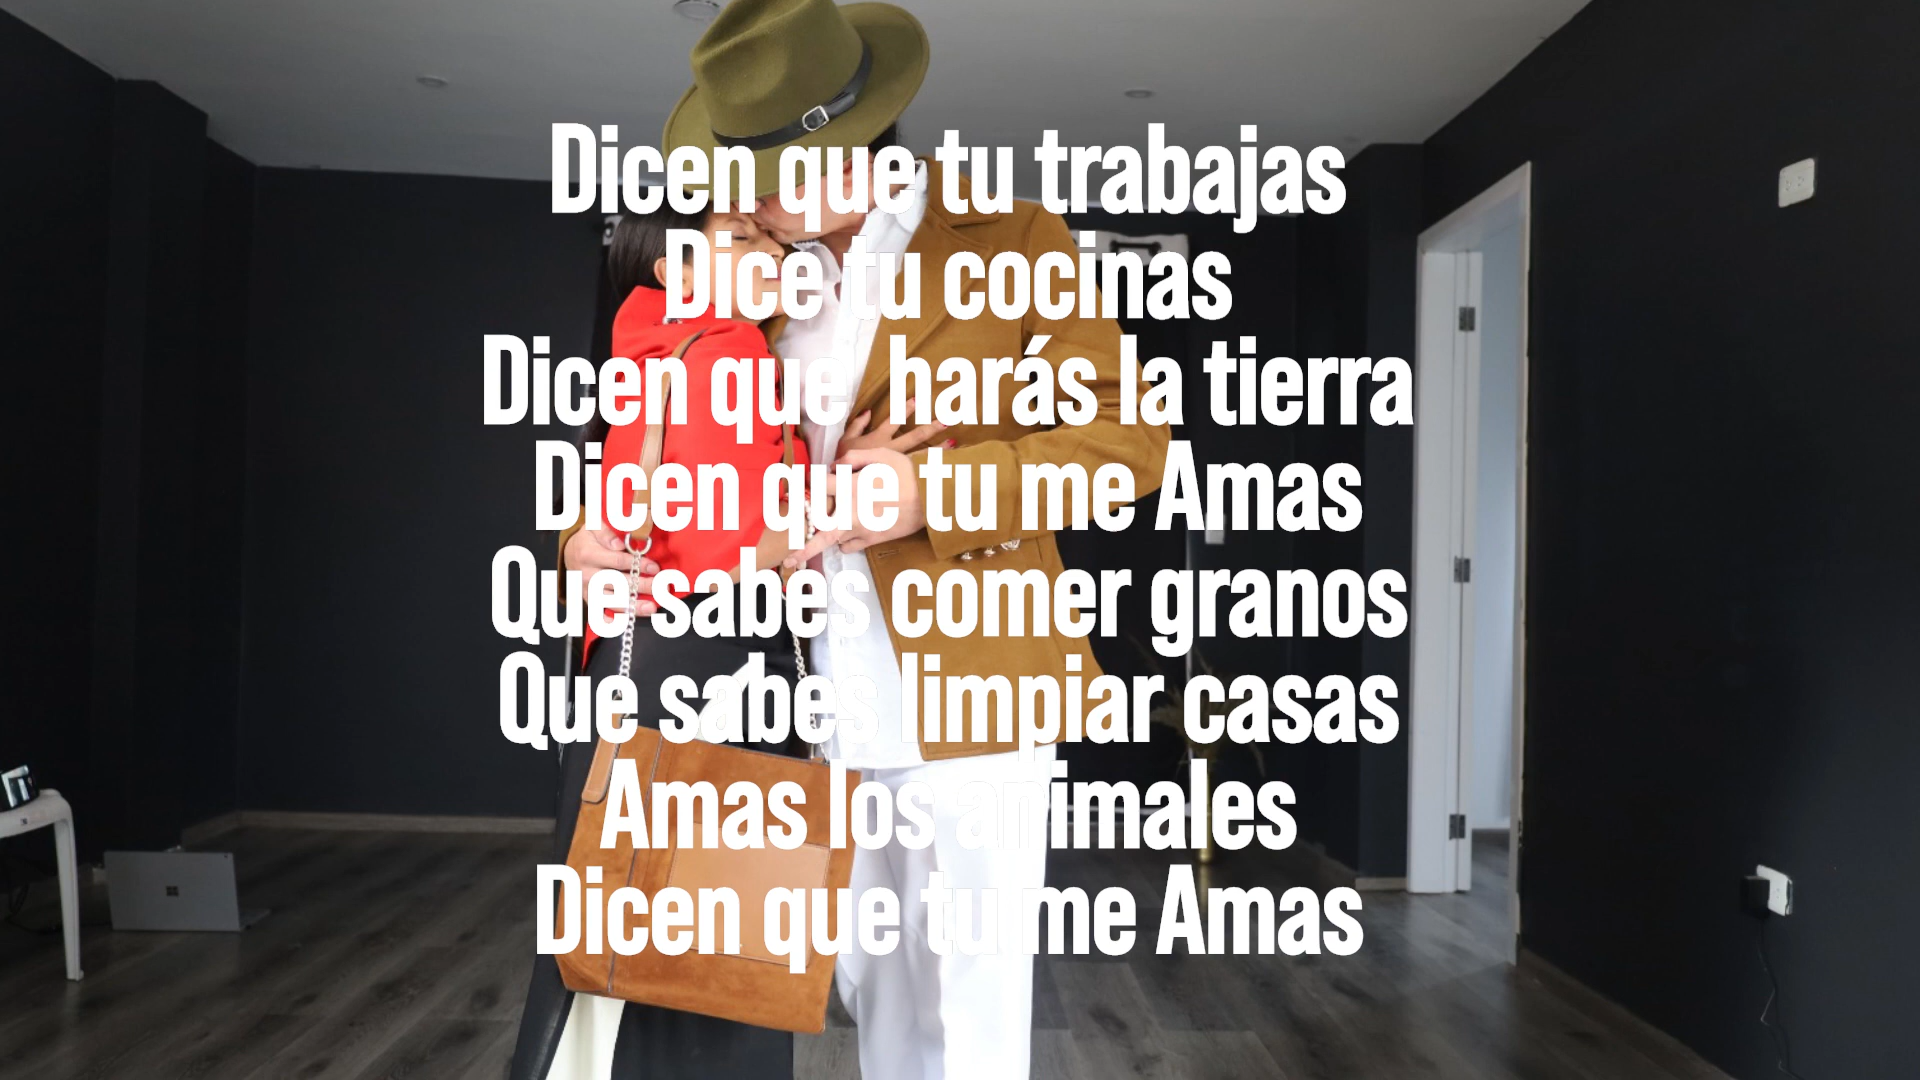 Dicen que tu trabajas
Dice tu cocinas
Dicen que harás la tierra
Dicen que tu me Amas
Que sabes comer granos
Que sabes limpiar casas
Amas los animales
Dicen que tu me Amas